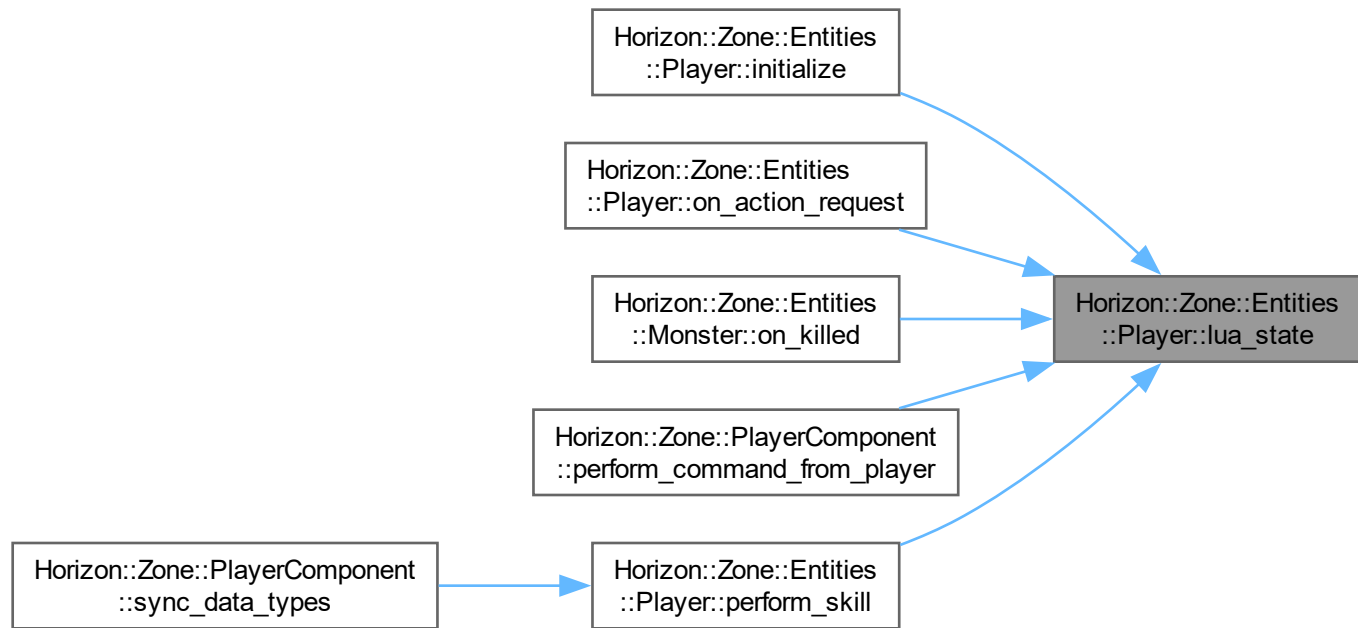 Horizon::Zone::Entities
::Player::initialize
Horizon::Zone::Entities
::Player::on_action_request
Horizon::Zone::Entities
::Monster::on_killed
Horizon::Zone::Entities
::Player::lua_state
Horizon::Zone::PlayerComponent
::perform_command_from_player
Horizon::Zone::PlayerComponent
::sync_data_types
Horizon::Zone::Entities
::Player::perform_skill